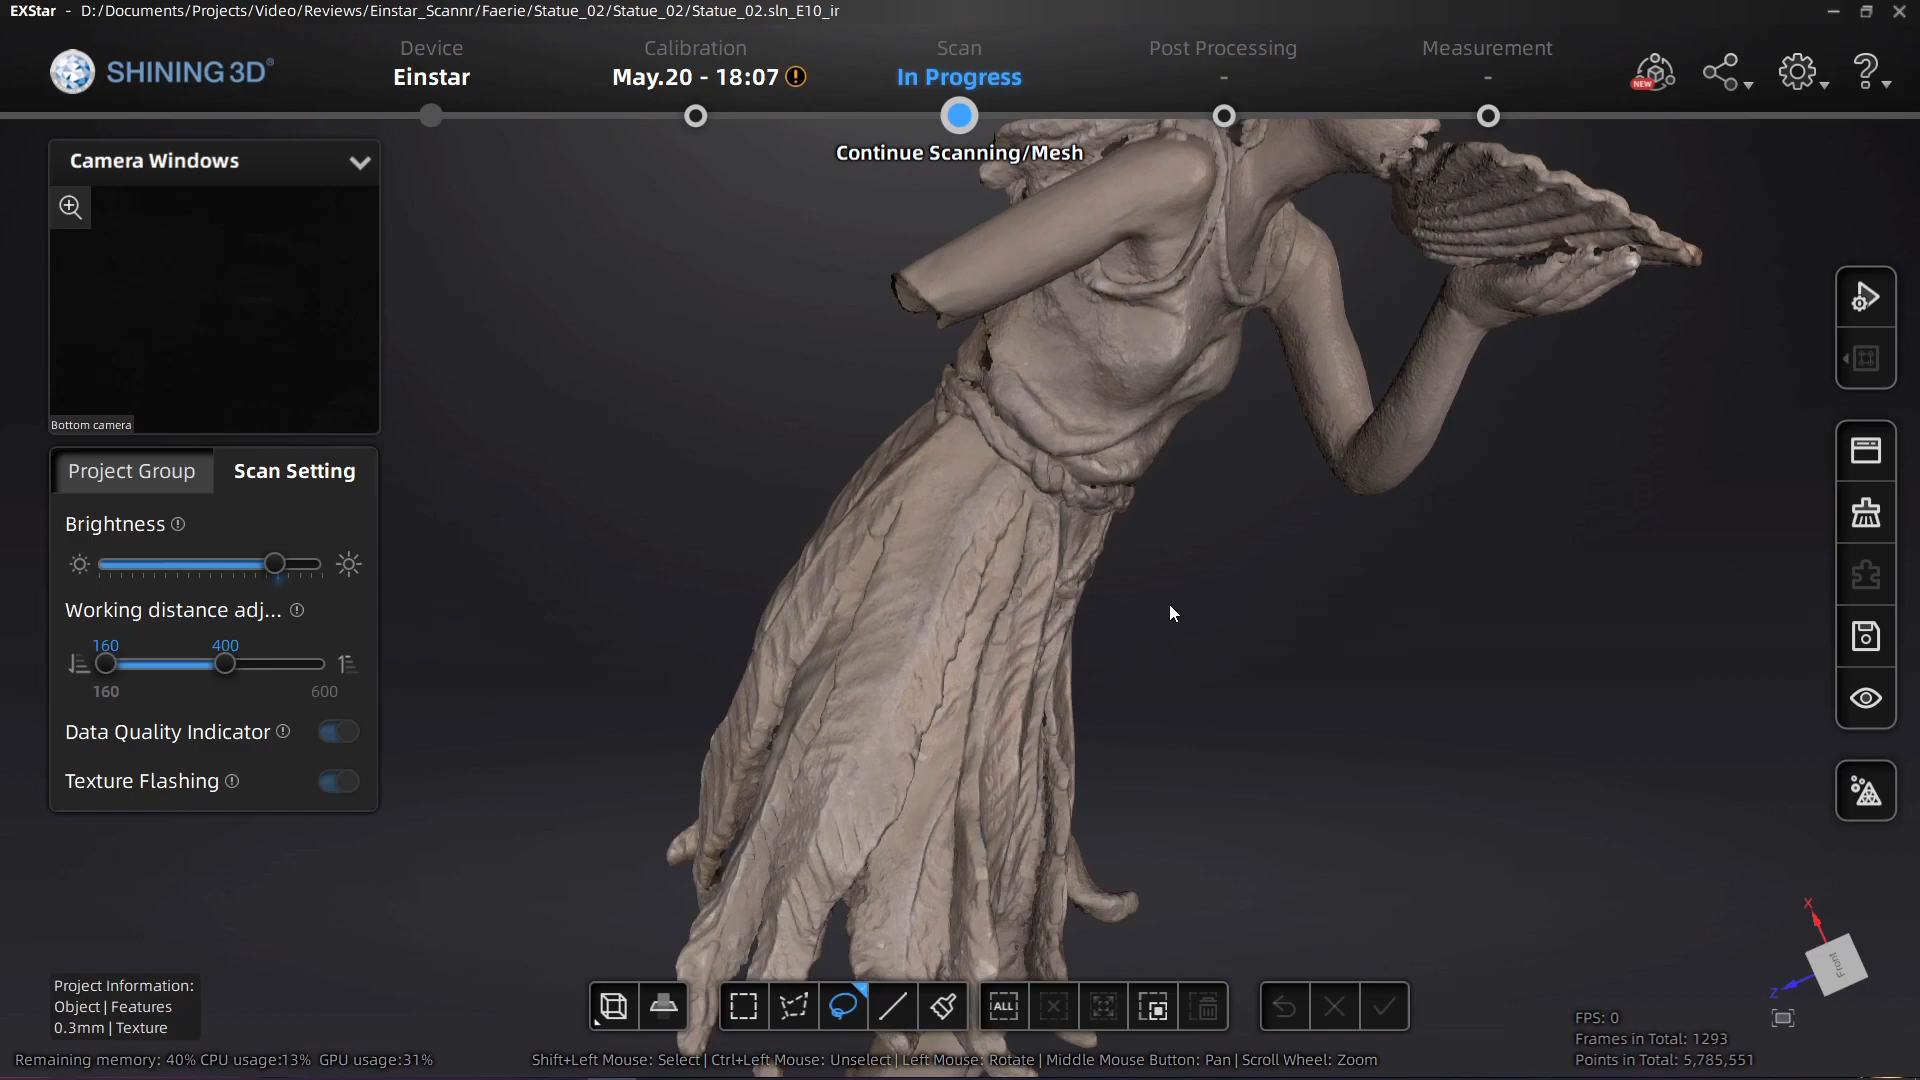 EXStar - D:/Documents/Projects/Video/Reviews/Einstar_Scannr/Faerie/Statue_02/Statue_02/Statue_02.sln_E10_ir
SHINING 3D®
Device
Einstar
Calibration
May.20 - 18:07
Scan
In Progress
Post Processing
-
Measurement
-
NEW
Continue Scanning/Mesh
Camera Windows
Bottom camera
Project Group
Scan Setting
Brightness
Working distance adj...
160
400
160
600
Data Quality Indicator
Texture Flashing
Project Information:
Object | Features
0.3mm | Texture
ALL
X
Front
Z
FPS: 0
Frames in Total: 1293
Points in Total: 5,785,551
Remaining memory: 40% CPU usage:13% GPU usage:31%
Shift+Left Mouse: Select | Ctrl+Left Mouse: Unselect | Left Mouse: Rotate | Middle Mouse Button: Pan | Scroll Wheel: Zoom